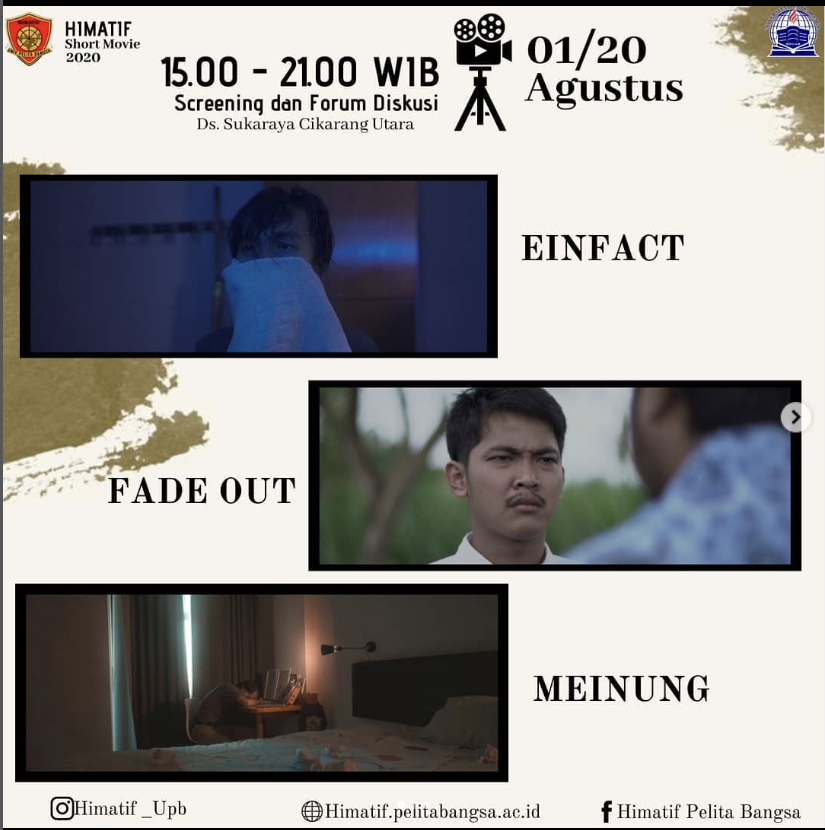 HIMATIF
Short Movie
2020
15.00 - 21.00 WIB
Screening dan Forum Diskusi
Ds. Sukaraya Cikarang Utara
01/20
Agustus
EINFACT
FADE OUT
MEINUNG
Himatif _Upb
Himatif.pelitabangsa.ac.id
Himatif Pelita Bangsa